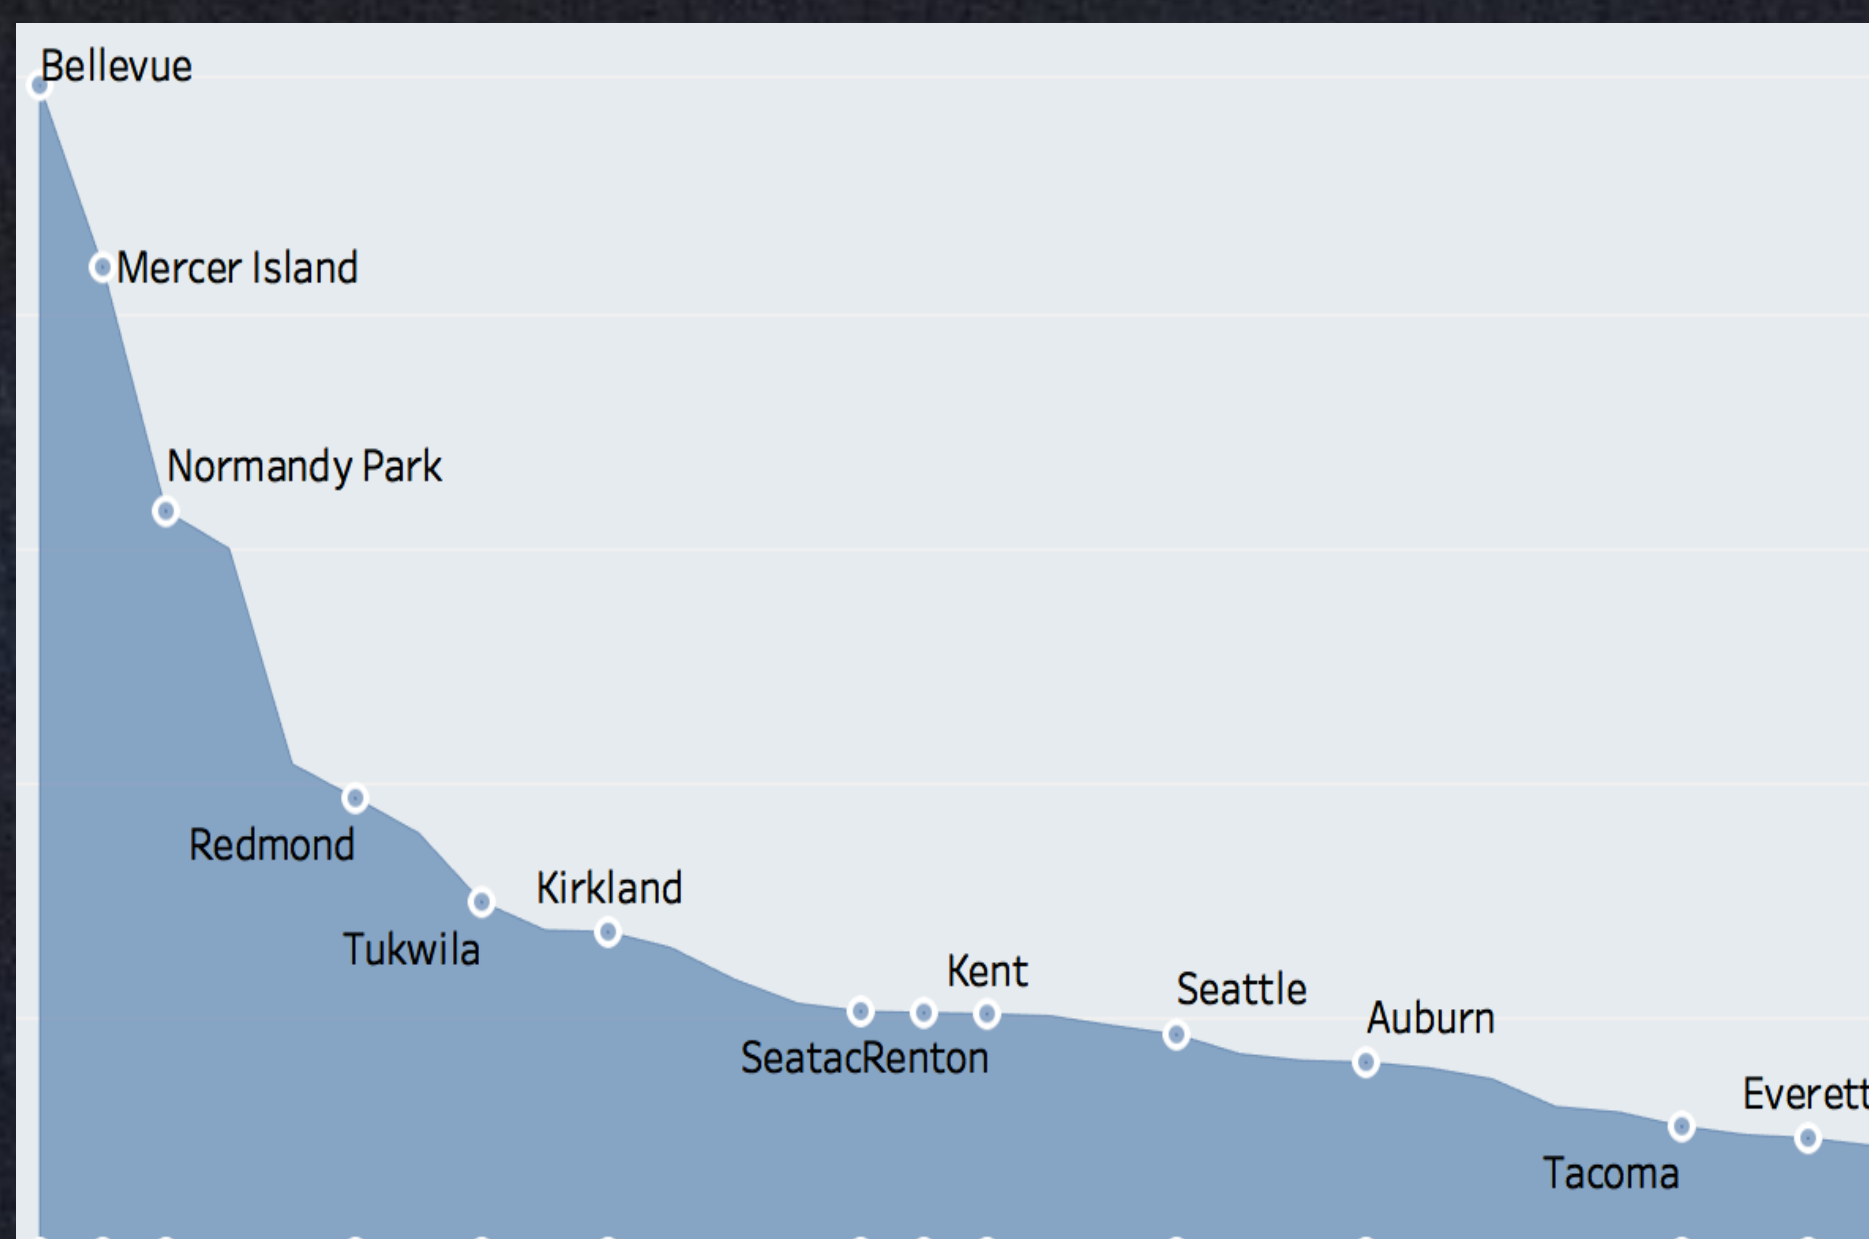 Bellevue
Mercer Island
Normandy Park
Redmond
Kirkland
Tukwila
Kent
Seattle
Auburn
SeatacRenton
Everett
Tacoma